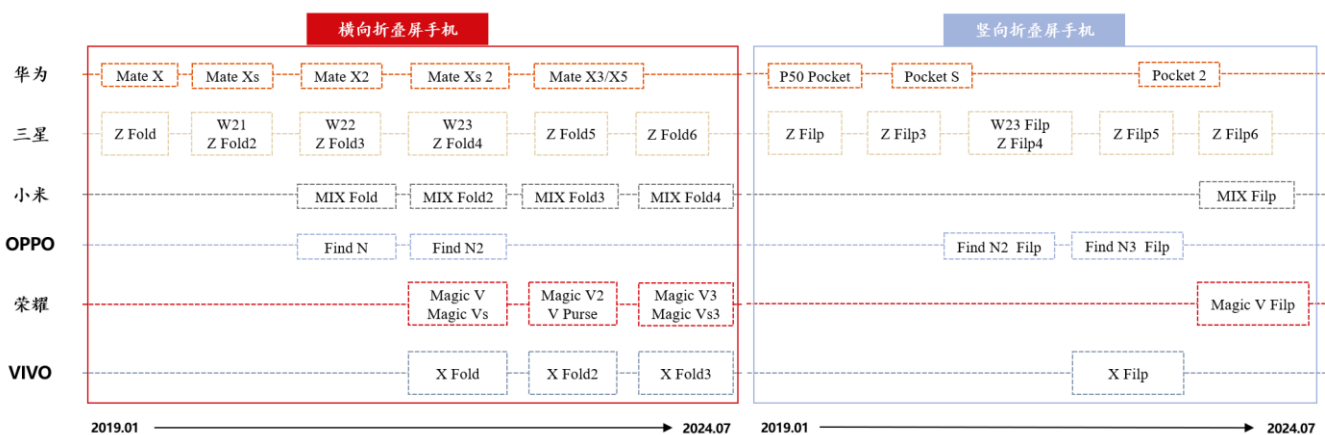 横向折叠屏手机
竖向折叠屏手机
华为
Mate X
Mate Xs
Mate X2
Mate Xs 2
Mate X3/X5
P50 Pocket
Pocket S
Pocket 2
三星
Z Fold
W21
Z Fold2
W22
Z Fold3
W23
Z Fold4
Z Fold5
Z Fold6
Z Filp
Z Filp3
W23 Filp
Z Filp4
Z Filp5
Z Filp6
小米
MIX Fold
MIX Fold2
MIX Fold3
MIX Fold4
MIX Filp
OPPO
Find N
Find N2
Find N2 Filp
Find N3 Filp
荣耀
Magic V
Magic Vs
Magic V2
V Purse
Magic V3
Magic Vs3
Magic V Filp
VIVO
X Fold
X Fold2
X Fold3
X Filp
2019.01
2024.07
2019.01
2024.07